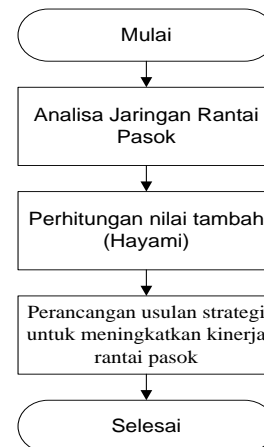 Mulai
Analisa Jaringan Rantai
Pasok
Perhitungan nilai tambah
(Hayami)
Perancangan usulan strategi
untuk meningkatkan kinerja
rantai pasok
Selesai